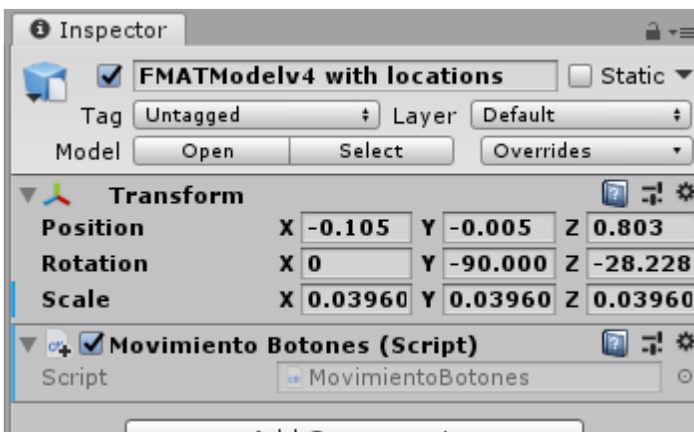 Inspector
FMATModelv4 with locations Static
Tag Untagged Layer Default
Model Open Select Overrides
Transform
Position X -0.105 Y -0.005 Z 0.803
Rotation X 0 Y -90.000 Z -28.228
Scale X 0.03960 Y 0.03960 Z 0.03960
Movimiento Botones (Script)
Script MovimientoBotones